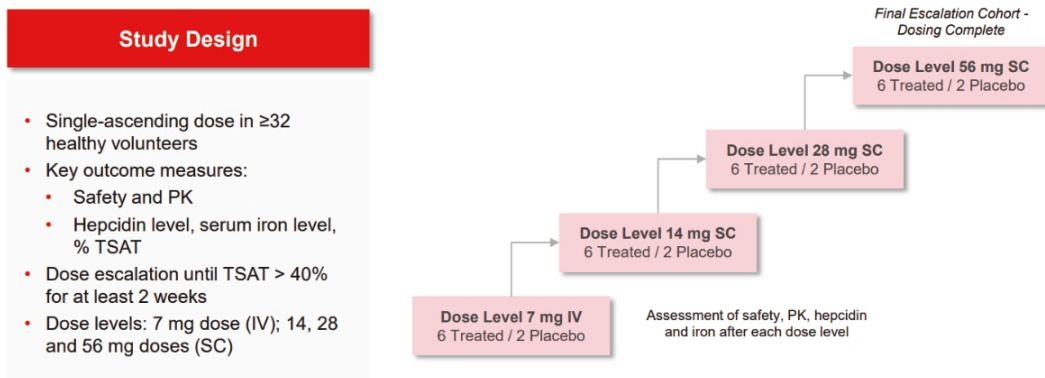 Study Design
• Single-ascending dose in ≥32
healthy volunteers
• Key outcome measures:
• Safety and PK
• Hepcidin level, serum iron level,
% TSAT
• Dose escalation until TSAT > 40%
for at least 2 weeks
• Dose levels: 7 mg dose (IV); 14, 28
and 56 mg doses (SC)
Final Escalation Cohort -
Dosing Complete
Dose Level 56 mg SC
6 Treated / 2 Placebo
Dose Level 28 mg SC
6 Treated / 2 Placebo
Dose Level 14 mg SC
6 Treated / 2 Placebo
Dose Level 7 mg IV
6 Treated / 2 Placebo
Assessment of safety, PK, hepcidin
and iron after each dose level